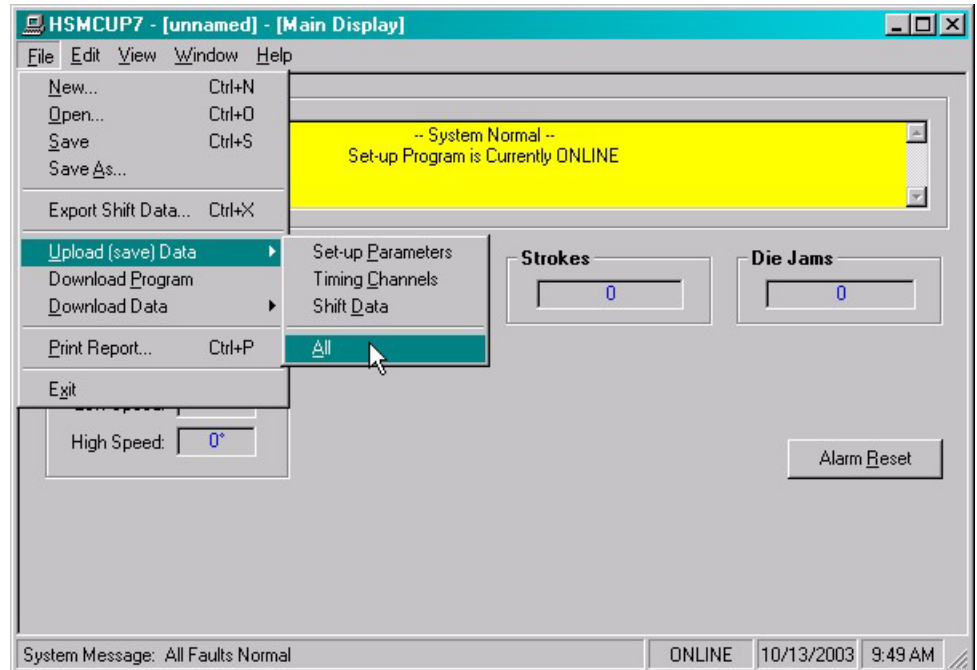 HSMCUP7 - [unnamed] - [Main Display]
File Edit View Window Help
New... Ctrl+N
Open... Ctrl+O
Save Ctrl+S
Save As...
Export Shift Data... Ctrl+X
Upload (save) Data
Download Program
Download Data
Print Report... Ctrl+P
Exit
Set-up Parameters
Timing Channels
Shift Data
All
-- System Normal --
Set-up Program is Currently ONLINE
Strokes
0
Die Jams
0
High Speed: 0°
Alarm Reset
System Message: All Faults Normal
ONLINE 10/13/2003 9:49 AM